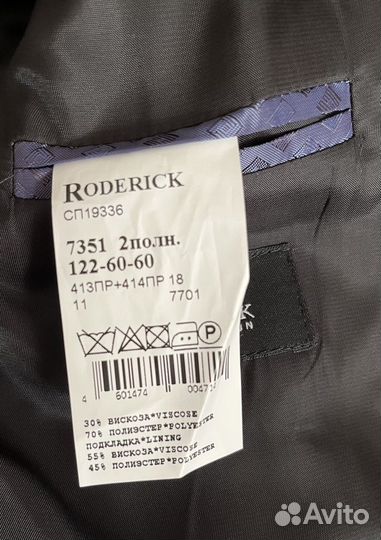 RODERICK
СП19336
7351 2полн.
122-60-60
413ПР+414ПР 18
11 7701
P
4 601474
30% ВИСКОЗА*VISCOSE
70% ПОЛИЭСТЕР*POLYESTER
ПОДКЛАДКА*LINING
55% ВИСКОЗА*VISCOSE
45% ПОЛИЭСТЕР*POLYESTER
Avito